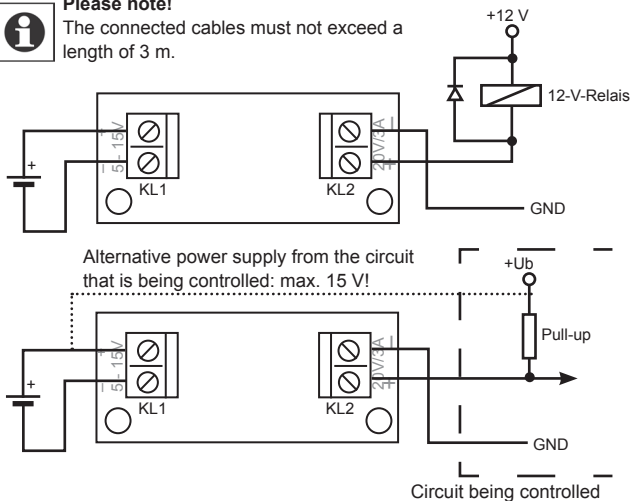 Please note!
The connected cables must not exceed a
length of 3 m.
+12 V
12-V-Relais
+
+
5 - 15V
–
KL1
20V/3A
–
+
KL2
GND
Alternative power supply from the circuit
that is being controlled: max. 15 V!
+Ub
Pull-up
+
+
5 - 15V
–
KL1
20V/3A
–
+
KL2
GND
Circuit being controlled